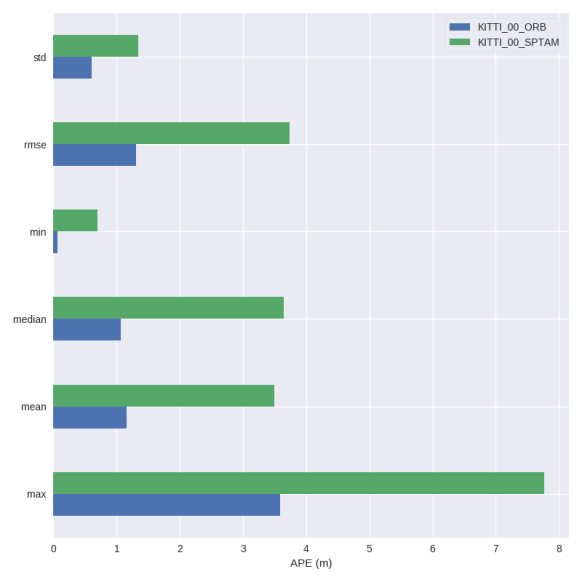 KITTI_00_ORB
KITTI_00_SPTAM
std
rmse
min
median
mean
max
0 1 2 3 4 5 6 7 8
APE (m)